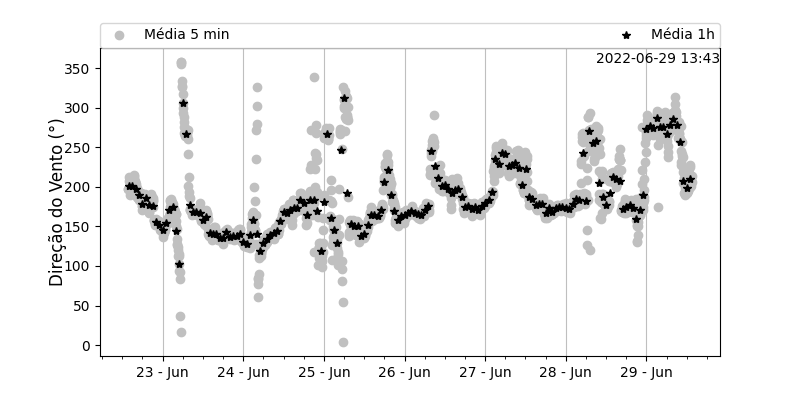 Média 5 min
Média 1h
2022-06-29 13:43
Direção do Vento (°)
350
300
250
200
150
100
50
0
23 - Jun
24 - Jun
25 - Jun
26 - Jun
27 - Jun
28 - Jun
29 - Jun